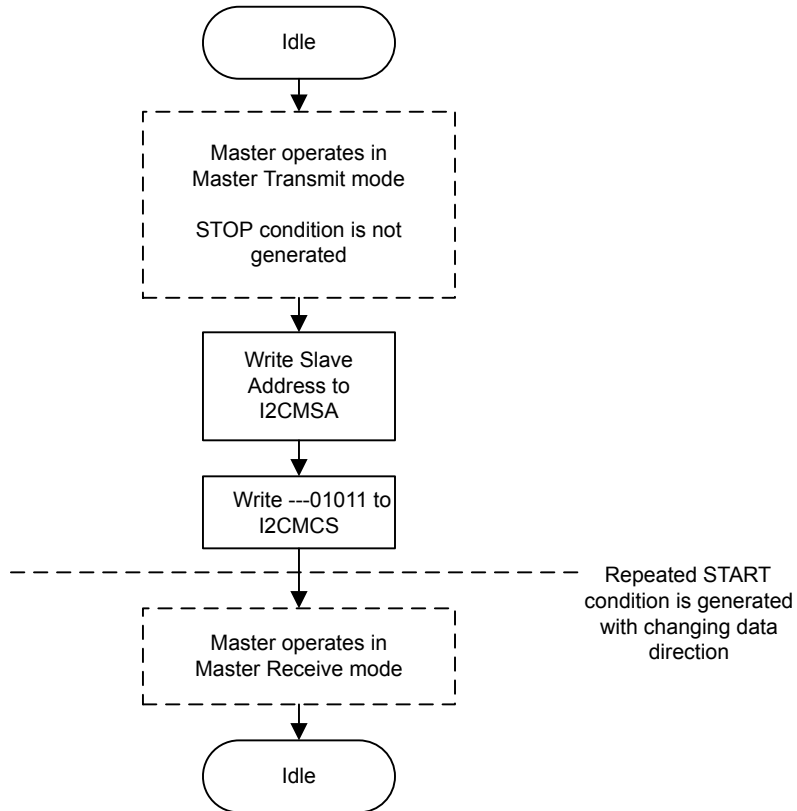 Idle
Master operates in
Master Transmit mode
STOP condition is not
generated
Write Slave
Address to
I2CMSA
Write ---01011 to
I2CMCS
Repeated START
condition is generated
with changing data
direction
Master operates in
Master Receive mode
Idle